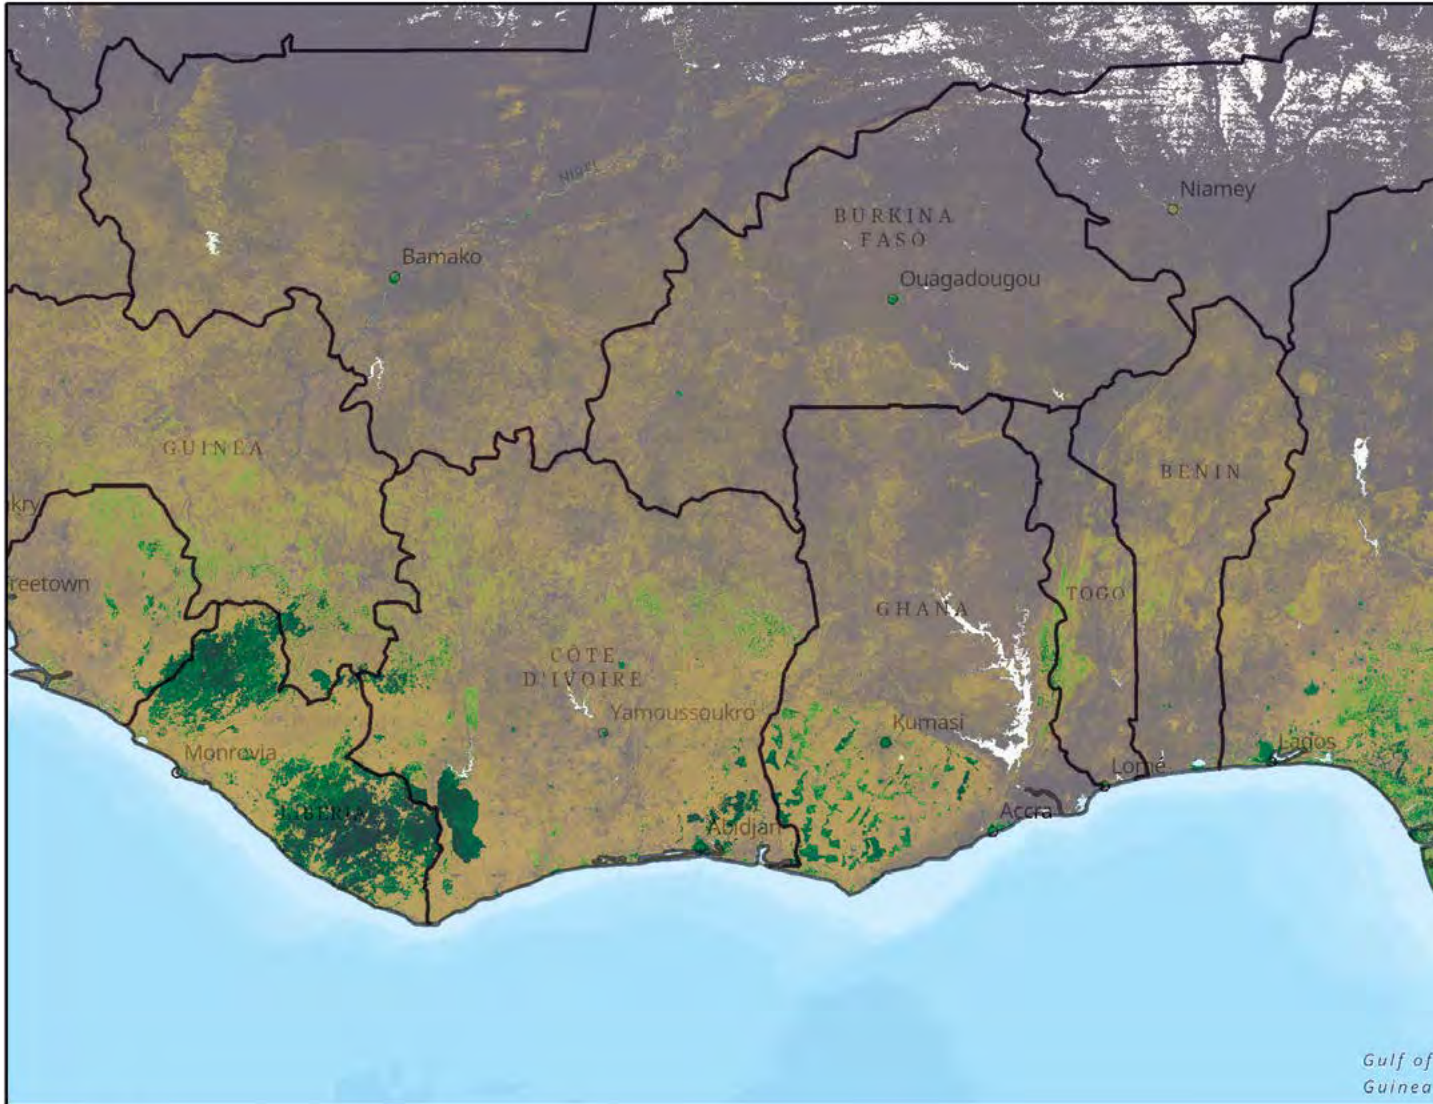 Niamey
NIGER
BURKINA
FASO
Bamako
Ouagadougou
GUINEA
BENIN
kry
reetown
TOGO
GHANA
CÔTE
D'IVOIRE
Yamoussoukro
Kumasi
Monrovia
Lagos
Lomé
LIBERIA
Accra
Abidjan
Gulf of
Guinea